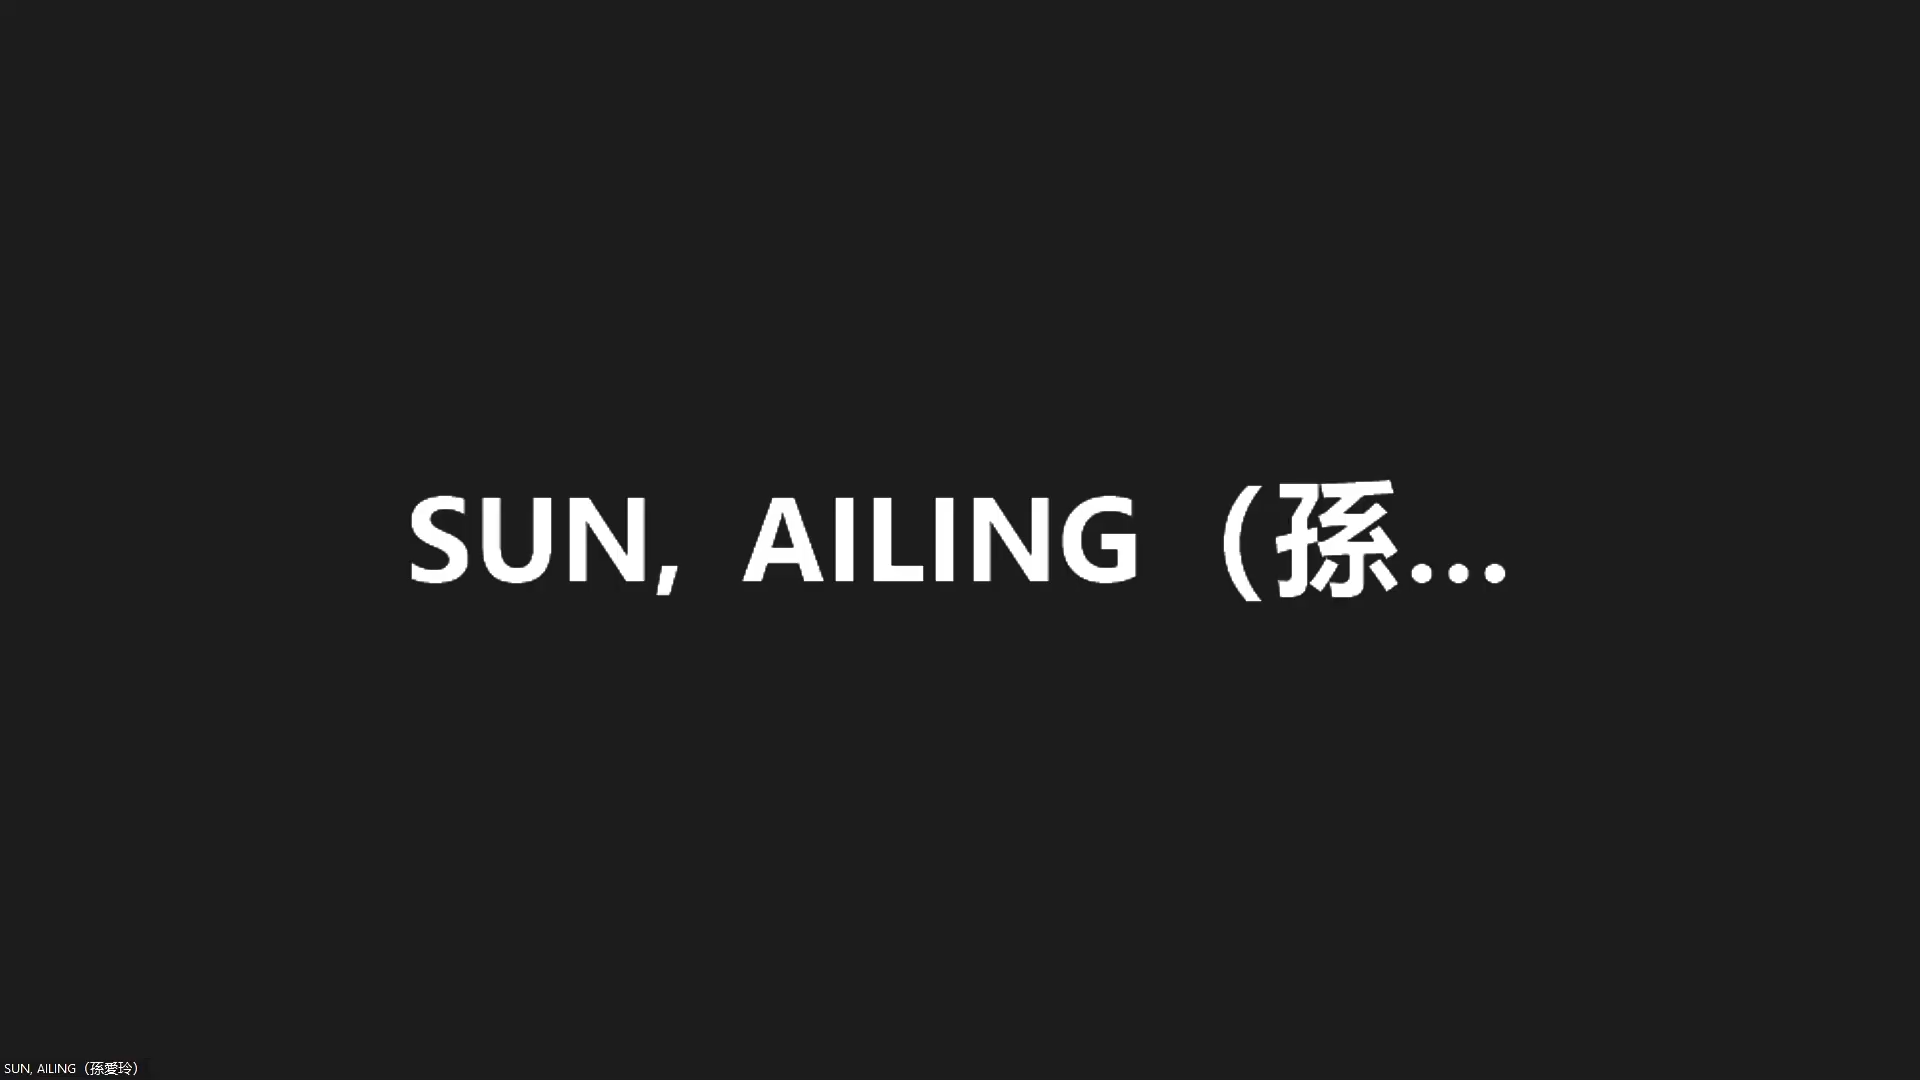 SUN, AILING（孫...
SUN, AILING（孫愛玲）